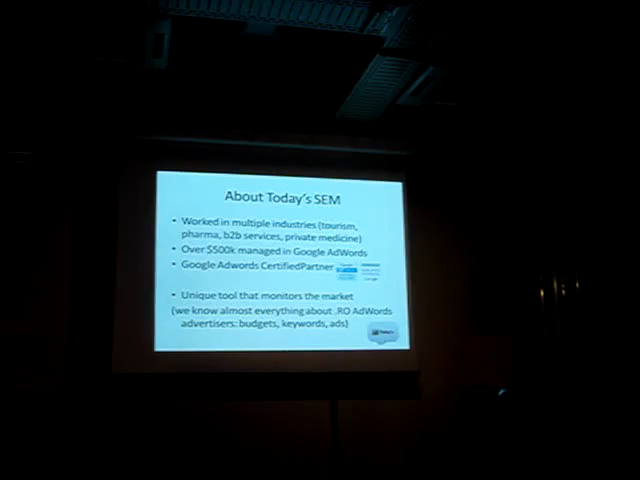 About Today's SEM
• Worked in multiple industries (tourism,
pharma, b2b services, private medicine)
• Over $500k managed in Google AdWords
• Google Adwords CertifiedPartner
• Unique tool that monitors the market
(we know almost everything about .RO AdWords
advertisers: budgets, keywords, ads)
Today's